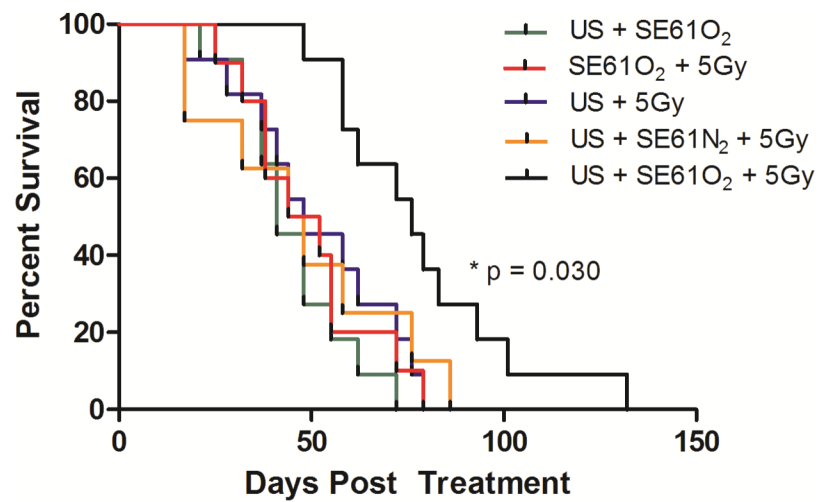 100
80
60
40
20
0
Percent Survival
US + SE61O₂
SE61O₂ + 5Gy
US + 5Gy
US + SE61N₂ + 5Gy
US + SE61O₂ + 5Gy
* p = 0.030
0 50 100 150
Days Post Treatment